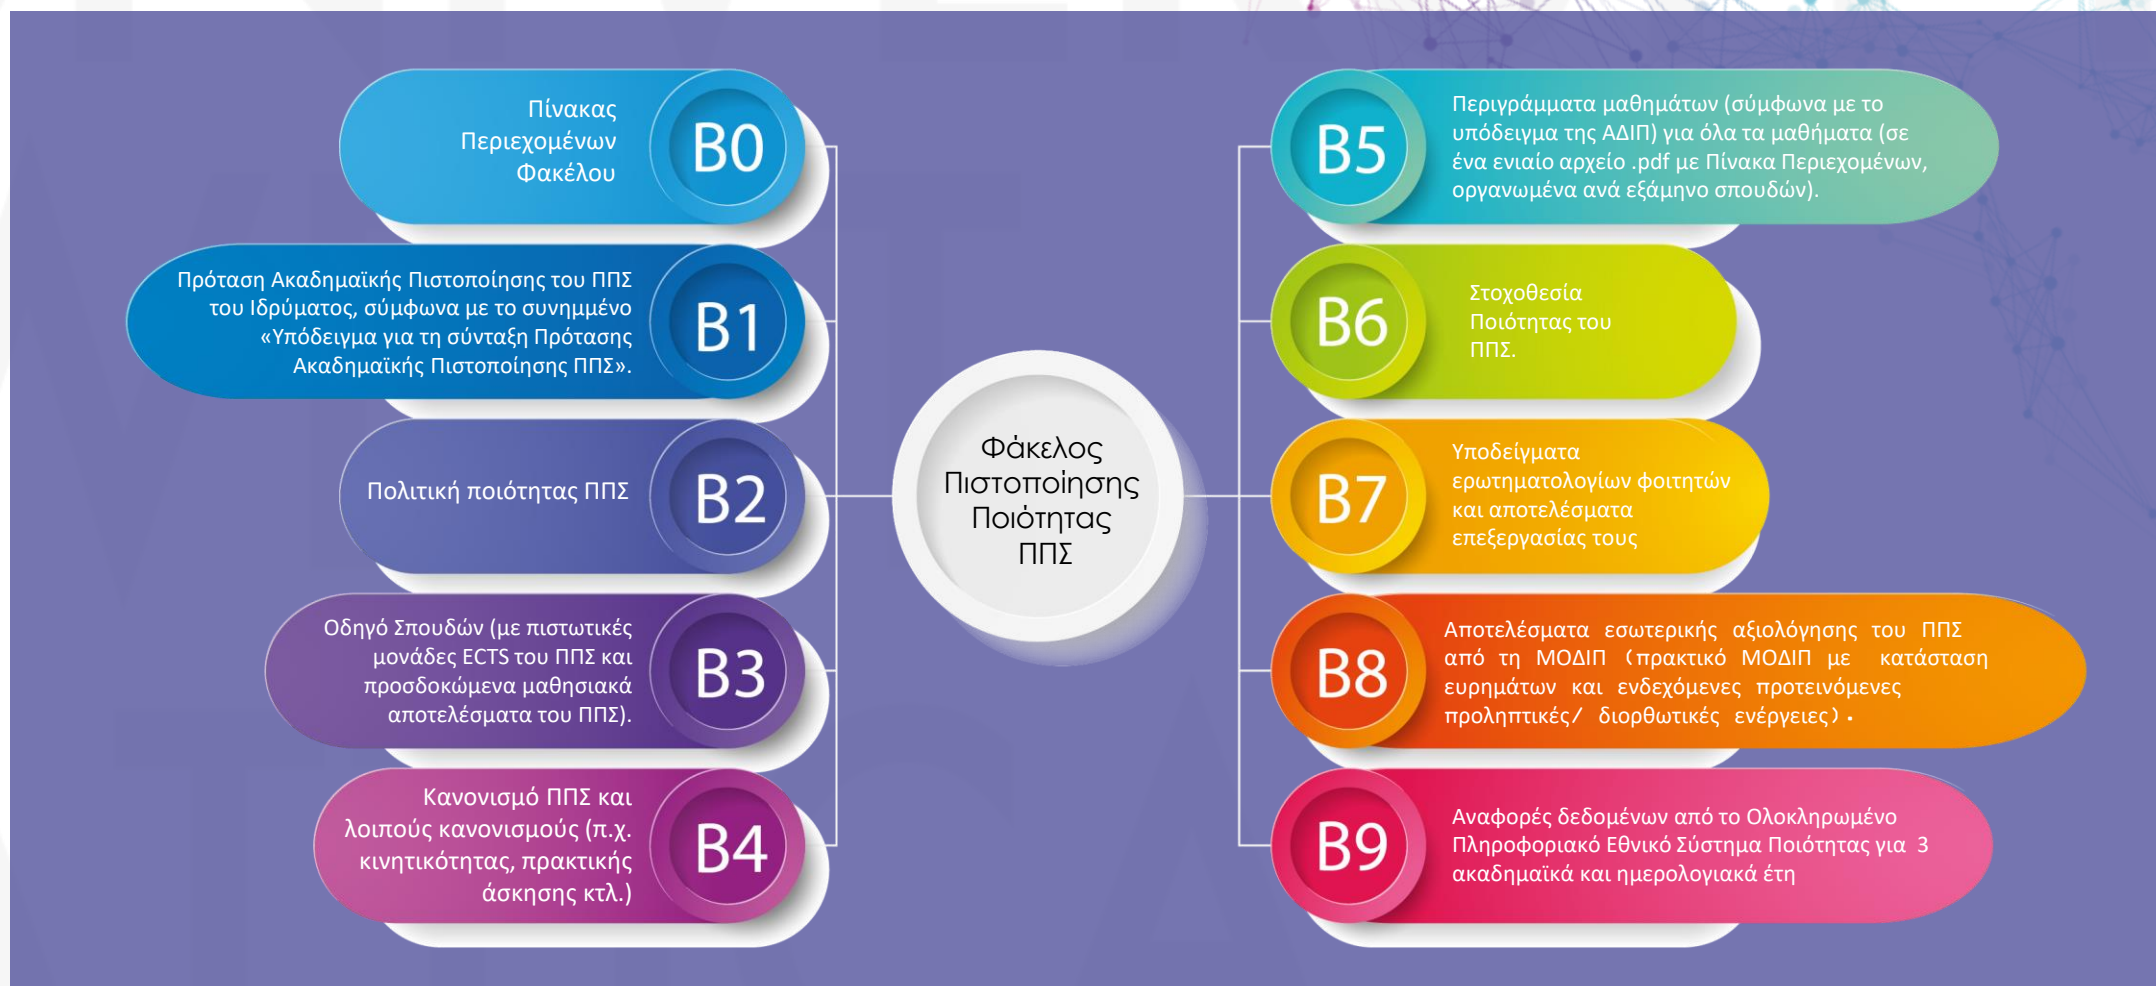 Πίνακας
Περιεχομένων
Φακέλου
B0
Πρόταση Ακαδημαϊκής Πιστοποίησης του ΠΠΣ
του Ιδρύματος, σύμφωνα με το συνημμένο
«Υπόδειγμα για τη σύνταξη Πρότασης
Ακαδημαϊκής Πιστοποίησης ΠΠΣ».
B1
Πολιτική ποιότητας ΠΠΣ
B2
Οδηγό Σπουδών (με πιστωτικές
μονάδες ECTS του ΠΠΣ και
προσδοκώμενα μαθησιακά
αποτελέσματα του ΠΠΣ).
B3
Κανονισμό ΠΠΣ και
λοιπούς κανονισμούς (π.χ.
κινητικότητας, πρακτικής
άσκησης κτλ.)
B4
Φάκελος
Πιστοποίησης
Ποιότητας
ΠΠΣ
B5
Περιγράμματα μαθημάτων (σύμφωνα με το
υπόδειγμα της ΑΔΙΠ) για όλα τα μαθήματα (σε
ένα ενιαίο αρχείο .pdf με Πίνακα Περιεχομένων,
οργανωμένα ανά εξάμηνο σπουδών).
B6
Στοχοθεσία
Ποιότητας του
ΠΠΣ.
B7
Υποδείγματα
ερωτηματολογίων φοιτητών
και αποτελέσματα
επεξεργασίας τους
B8
Αποτελέσματα εσωτερικής αξιολόγησης του ΠΠΣ
από τη ΜΟΔΙΠ (πρακτικό ΜΟΔΙΠ με κατάσταση
ευρημάτων και ενδεχόμενες προτεινόμενες
προληπτικές/ διορθωτικές ενέργειες).
B9
Αναφορές δεδομένων από το Ολοκληρωμένο
Πληροφοριακό Εθνικό Σύστημα Ποιότητας για 3
ακαδημαϊκά και ημερολογιακά έτη